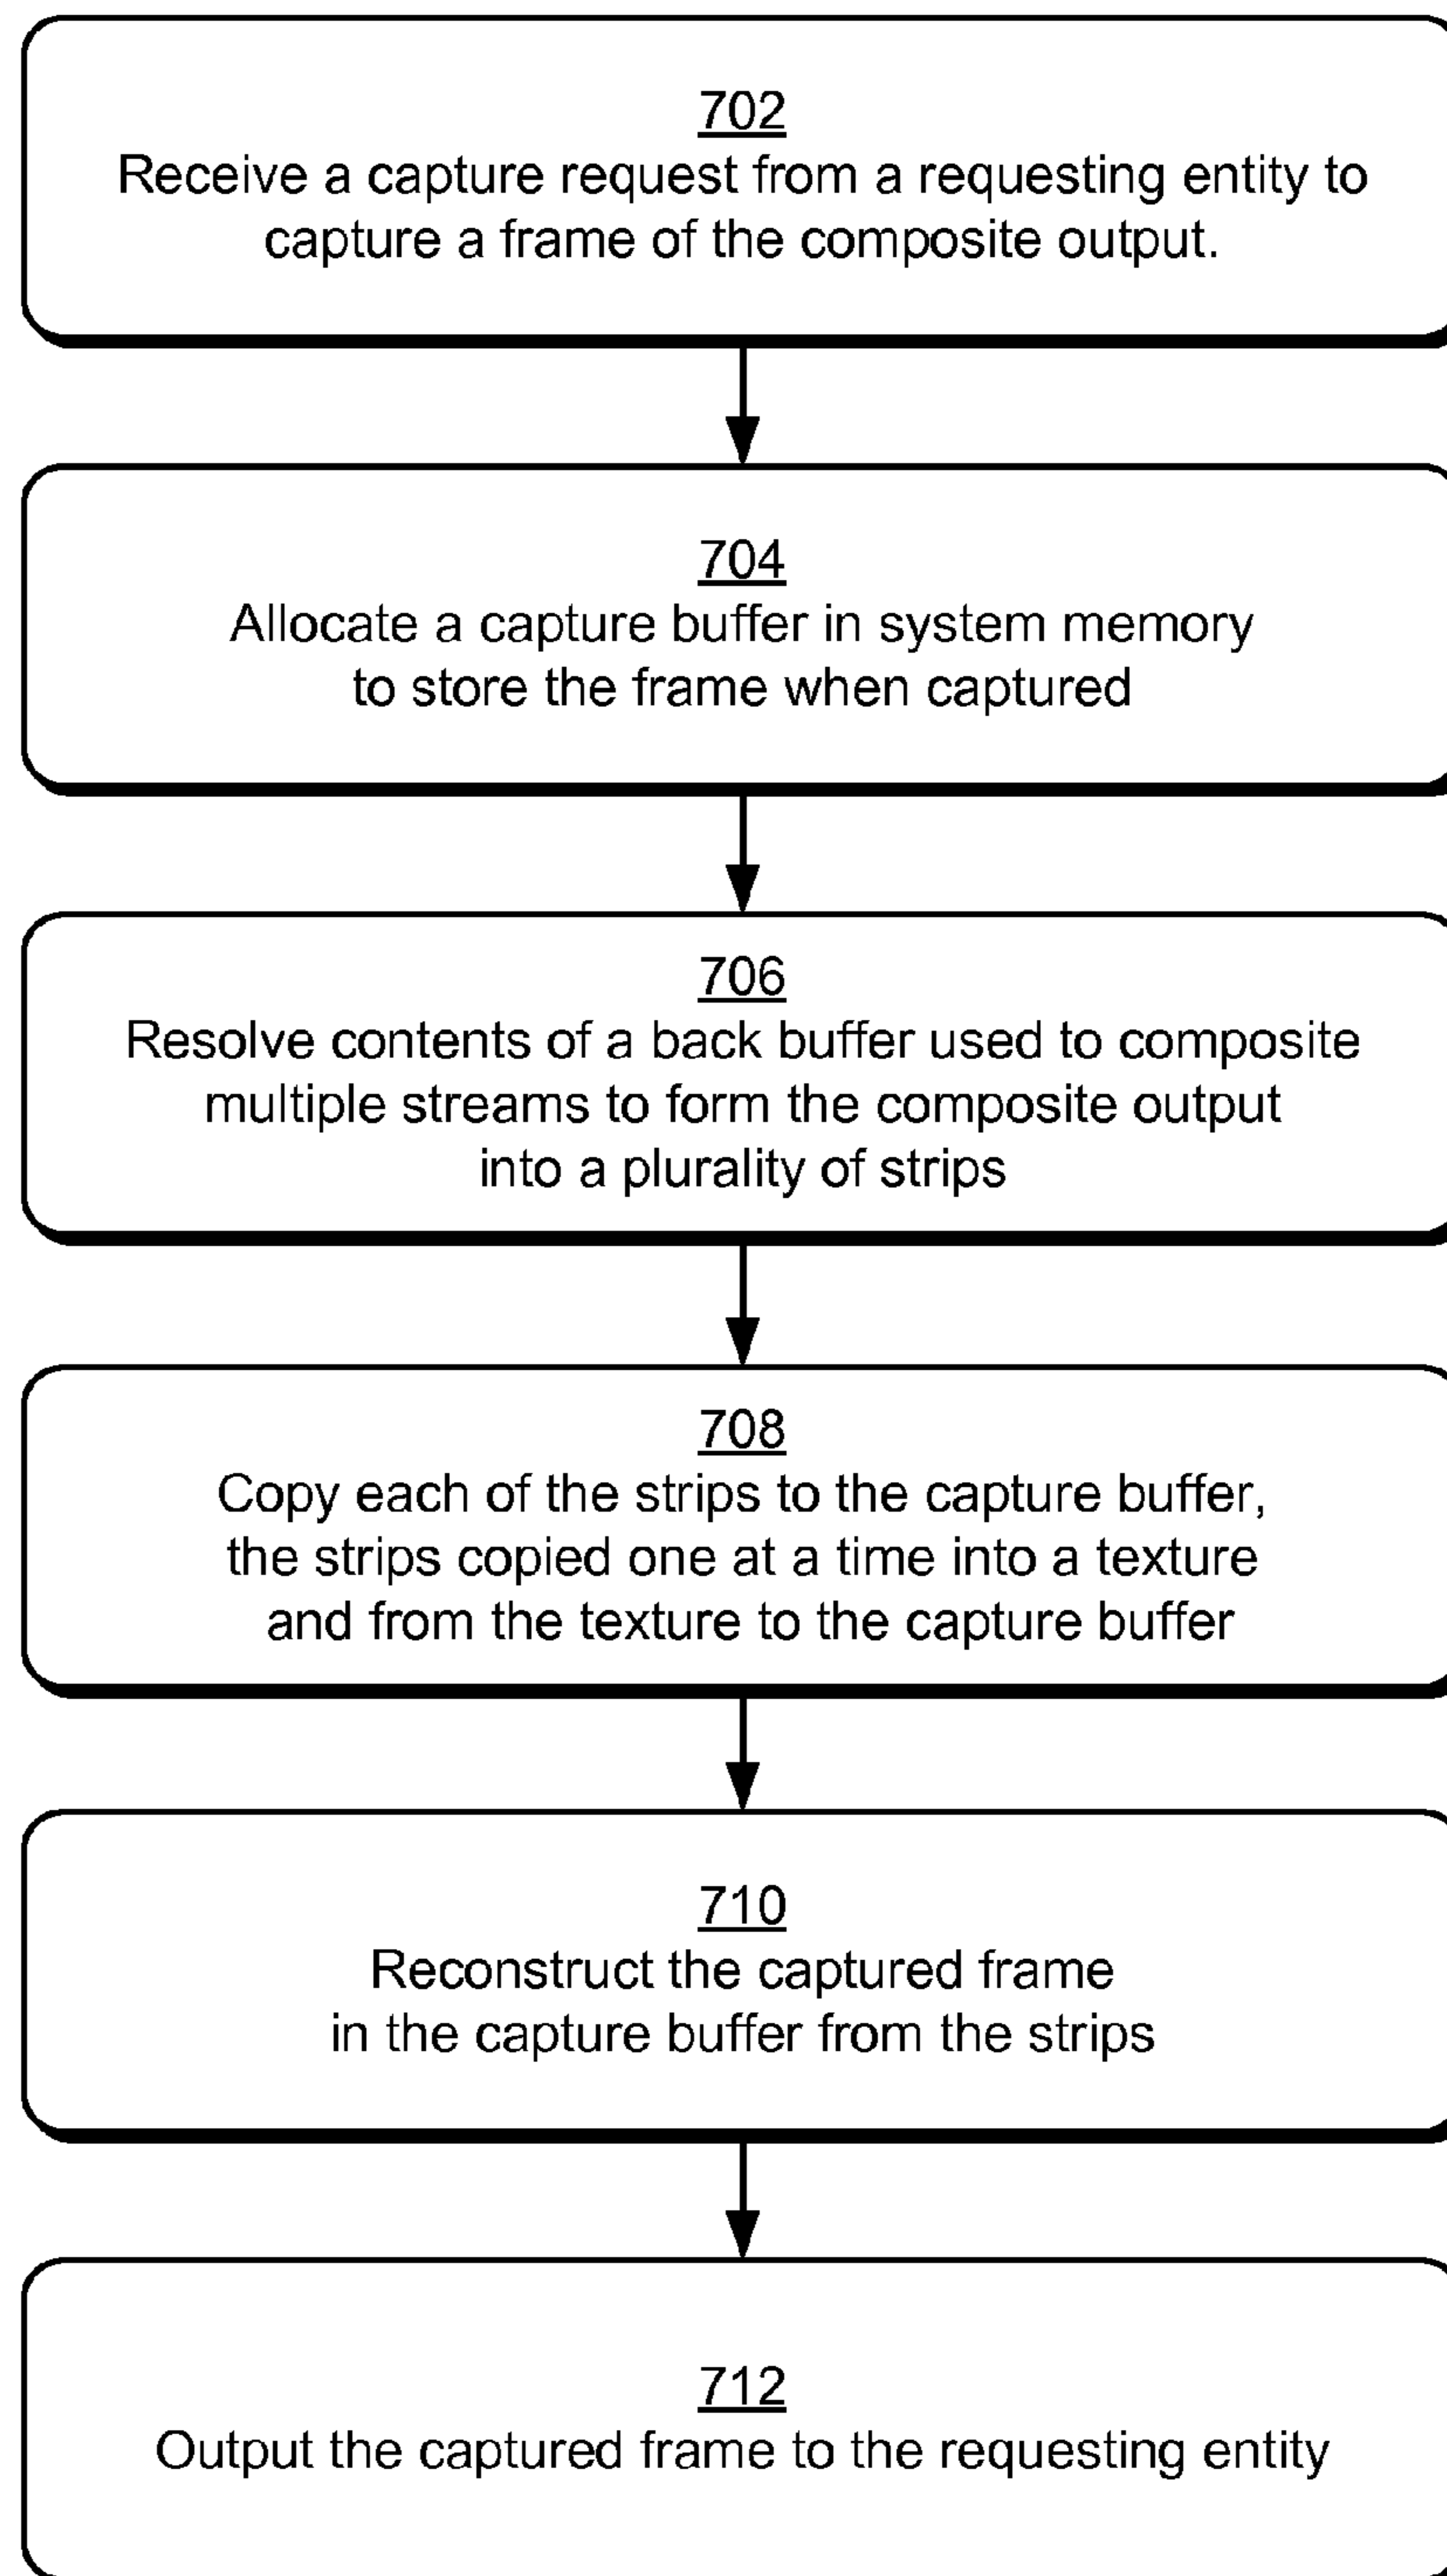 702
Receive a capture request from a requesting entity to
capture a frame of the composite output.
704
Allocate a capture buffer in system memory
to store the frame when captured
706
Resolve contents of a back buffer used to composite
multiple streams to form the composite output
into a plurality of strips
708
Copy each of the strips to the capture buffer,
the strips copied one at a time into a texture
and from the texture to the capture buffer
710
Reconstruct the captured frame
in the capture buffer from the strips
712
Output the captured frame to the requesting entity